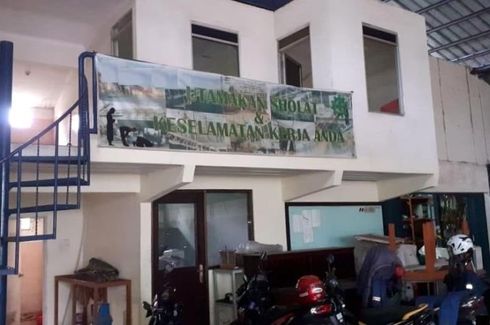 UTAMAKAN SHOLAT
&
KESELAMATAN KERJA ANDA